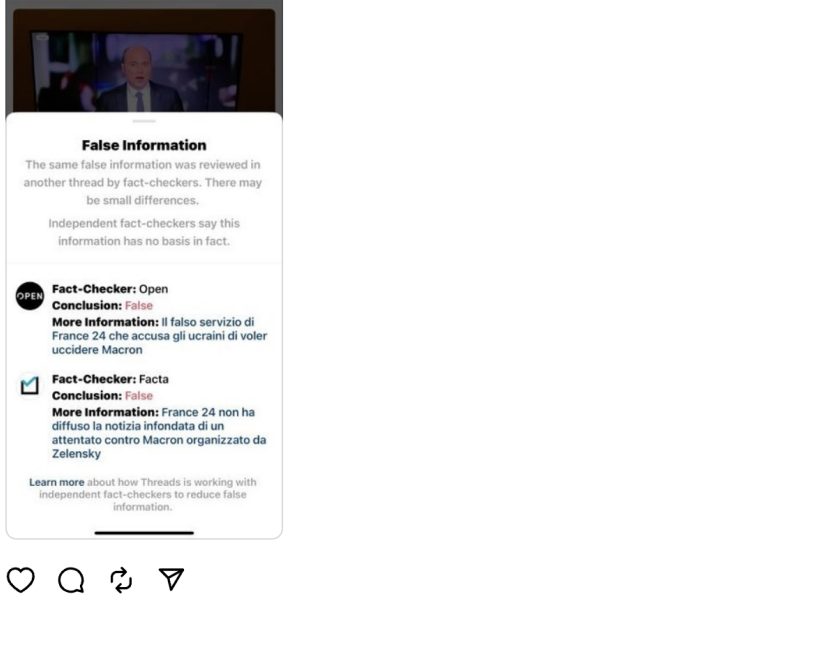 False Information
The same false information was reviewed in
another thread by fact-checkers. There may
be small differences.
Independent fact-checkers say this
information has no basis in fact.
OPEN
Fact-Checker: Open
Conclusion: False
More Information: Il falso servizio di
France 24 che accusa gli ucraini di voler
uccidere Macron
Fact-Checker: Facta
Conclusion: False
More Information: France 24 non ha
diffuso la notizia infondata di un
attentato contro Macron organizzato da
Zelensky
Learn more about how Threads is working with
independent fact-checkers to reduce false
information.